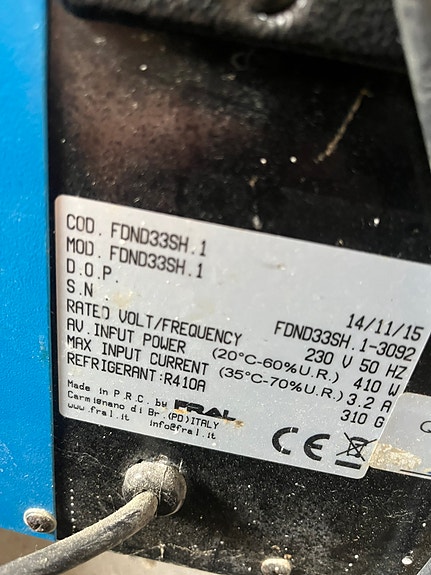 COD. FDND33SH.1
MOD. FDND33SH.1
D.O.P. 14/11/15
S.N. FDND33SH.1-3092
RATED VOLT/FREQUENCY 230 V 50 HZ
AV.INPUT POWER (20°C-60%U.R.) 410 W
MAX INPUT CURRENT (35°C-70%U.R.) 3.2 A
REFRIGERANT:R410A 310 G
Made in P.R.C. by FRAL
Carmignano di Br.(PD)ITALY
www.fral.it info@fral.it
CE